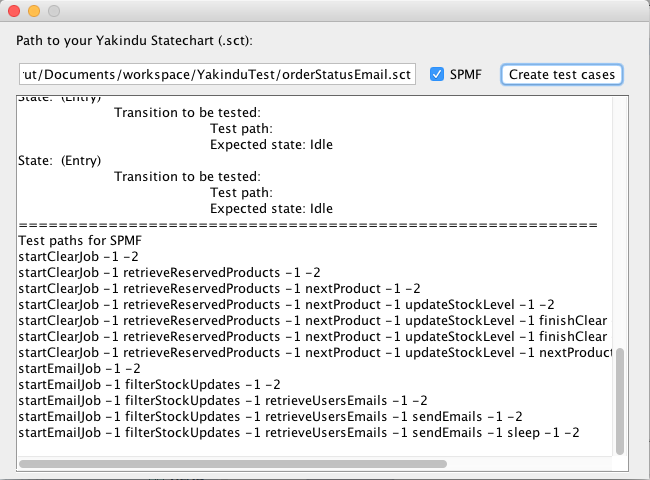 Path to your Yakindu Statechart (.sct):
ut/Documents/workspace/YakinduTest/orderStatusEmail.sct SPMF Create test cases
State: (Entry)
Transition to be tested:
Test path:
Expected state: Idle
State: (Entry)
Transition to be tested:
Test path:
Expected state: Idle
==========================================================
Test paths for SPMF
startClearJob -1 -2
startClearJob -1 retrieveReservedProducts -1 -2
startClearJob -1 retrieveReservedProducts -1 nextProduct -1 -2
startClearJob -1 retrieveReservedProducts -1 nextProduct -1 updateStockLevel -1 -2
startClearJob -1 retrieveReservedProducts -1 nextProduct -1 updateStockLevel -1 finishClear
startClearJob -1 retrieveReservedProducts -1 nextProduct -1 updateStockLevel -1 finishClear
startClearJob -1 retrieveReservedProducts -1 nextProduct -1 updateStockLevel -1 nextProduct
startEmailJob -1 -2
startEmailJob -1 filterStockUpdates -1 -2
startEmailJob -1 filterStockUpdates -1 retrieveUsersEmails -1 -2
startEmailJob -1 filterStockUpdates -1 retrieveUsersEmails -1 sendEmails -1 -2
startEmailJob -1 filterStockUpdates -1 retrieveUsersEmails -1 sendEmails -1 sleep -1 -2